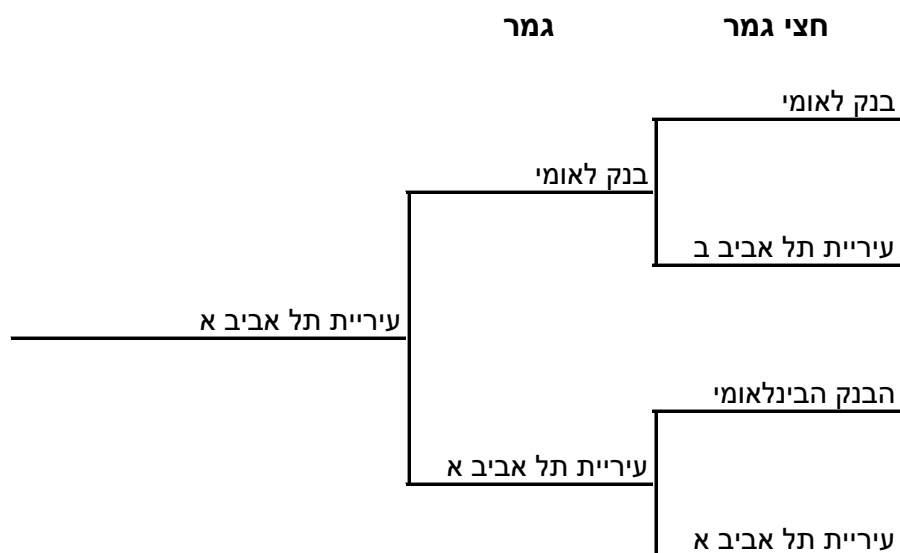 חצי גמר
גמר
בנק לאומי
בנק לאומי
עיריית תל אביב ב
עיריית תל אביב א
הבנק הבינלאומי
עיריית תל אביב א
עיריית תל אביב א